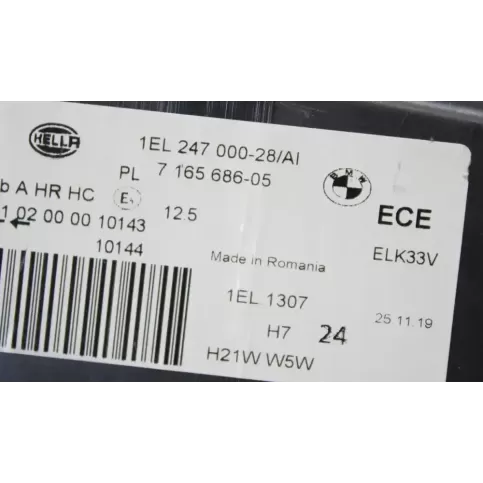 HELLA
1EL 247 000-28/AI
PL 7 165 686-05
BMW
ECE
b A HR HC
1 02 00 00 10143 12.5
10144
Made in Romania
ELK33V
1EL 1307
25.11.19
H7 24
H21W W5W